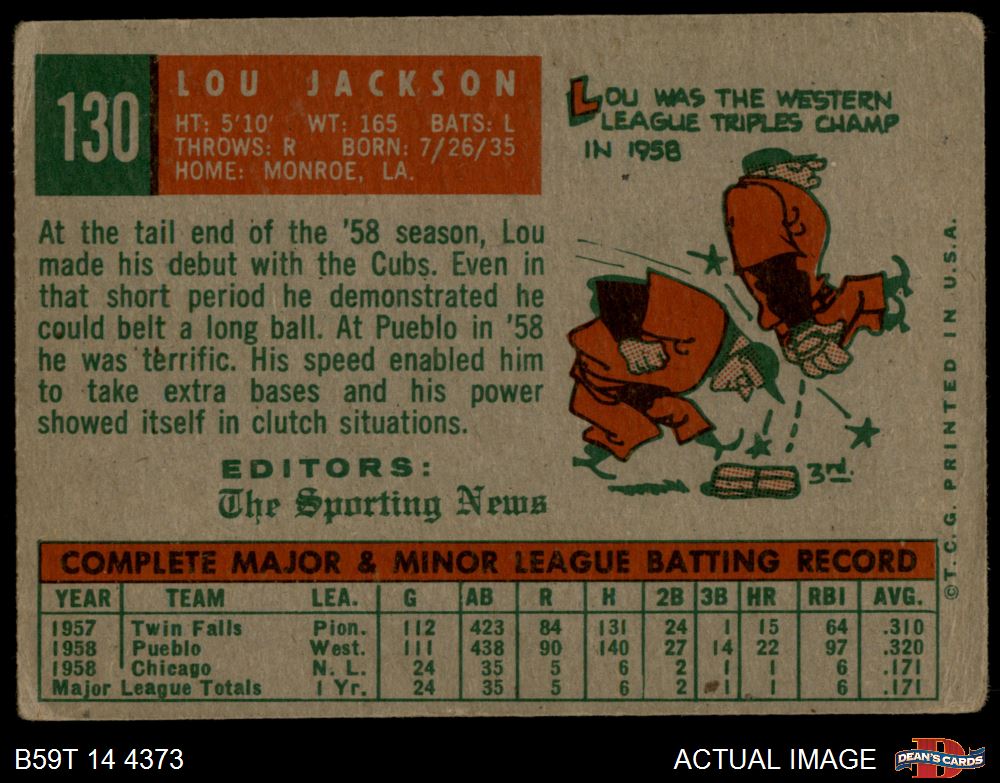 130
LOU JACKSON
HT: 5'10' WT: 165 BATS: L
THROWS: R BORN: 7/26/35
HOME: MONROE, LA.
LOU WAS THE WESTERN
LEAGUE TRIPLES CHAMP
IN 1958
At the tail end of the '58 season, Lou
made his debut with the Cubs. Even in
that short period he demonstrated he
could belt a long ball. At Pueblo in '58
he was terrific. His speed enabled him
to take extra bases and his power
showed itself in clutch situations.
EDITORS:
The Sporting News
3rd.
©T.C.G. PRINTED IN U.S.A.
COMPLETE MAJOR & MINOR LEAGUE BATTING RECORD
YEAR TEAM LEA. G AB R H 2B 3B HR RBI AVG.
1957 Twin Falls Pion. 112 423 84 131 24 1 15 64 .310
1958 Pueblo West. 111 438 90 140 27 14 22 97 .320
1958 Chicago N. L. 24 35 5 6 2 1 1 6 .171
Major League Totals 1 Yr. 24 35 5 6 2 1 1 6 .171
B59T 14 4373
ACTUAL IMAGE
D
DEAN'S CARDS